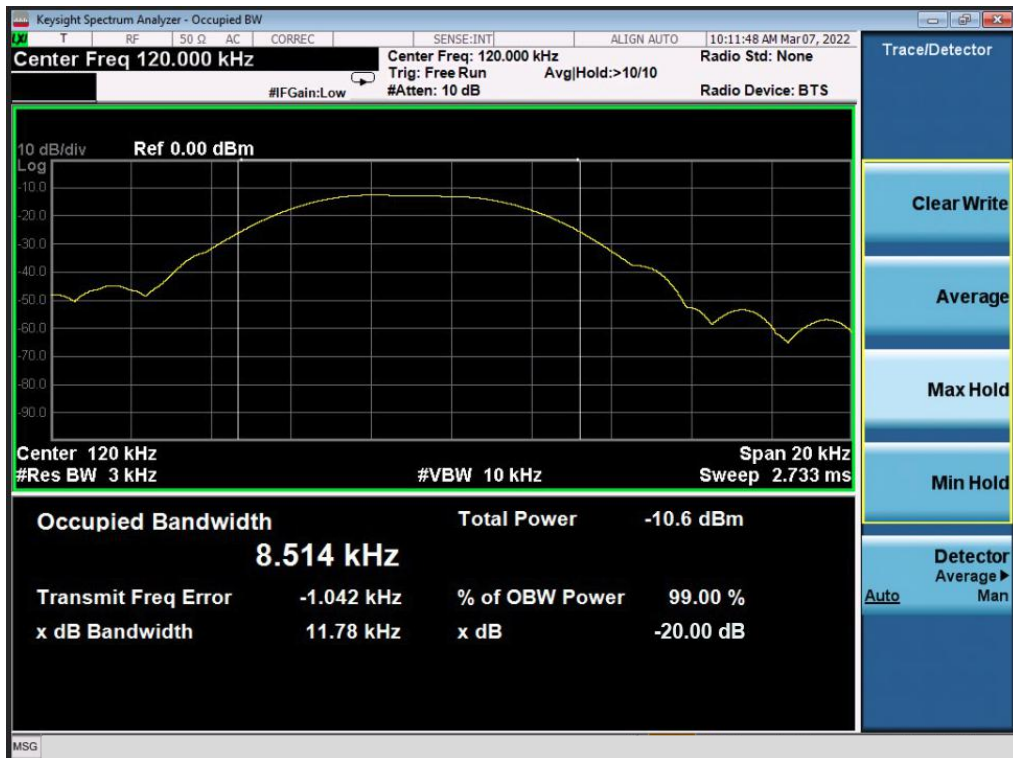 Keysight Spectrum Analyzer - Occupied BW
LXI T RF 50 Ω AC CORREC SENSE:INT ALIGN AUTO 10:11:48 AM Mar 07, 2022
Center Freq 120.000 kHz
Center Freq: 120.000 kHz Radio Std: None
Trig: Free Run Avg|Hold:>10/10
#IFGain:Low #Atten: 10 dB Radio Device: BTS
10 dB/div Ref 0.00 dBm
Log
-10.0
-20.0
-30.0
-40.0
-50.0
-60.0
-70.0
-80.0
-90.0
Center 120 kHz Span 20 kHz
#Res BW 3 kHz #VBW 10 kHz Sweep 2.733 ms
Occupied Bandwidth Total Power -10.6 dBm
8.514 kHz
Transmit Freq Error -1.042 kHz % of OBW Power 99.00 %
x dB Bandwidth 11.78 kHz x dB -20.00 dB
MSG
Trace/Detector
Clear Write
Average
Max Hold
Min Hold
Detector
Average
Auto Man